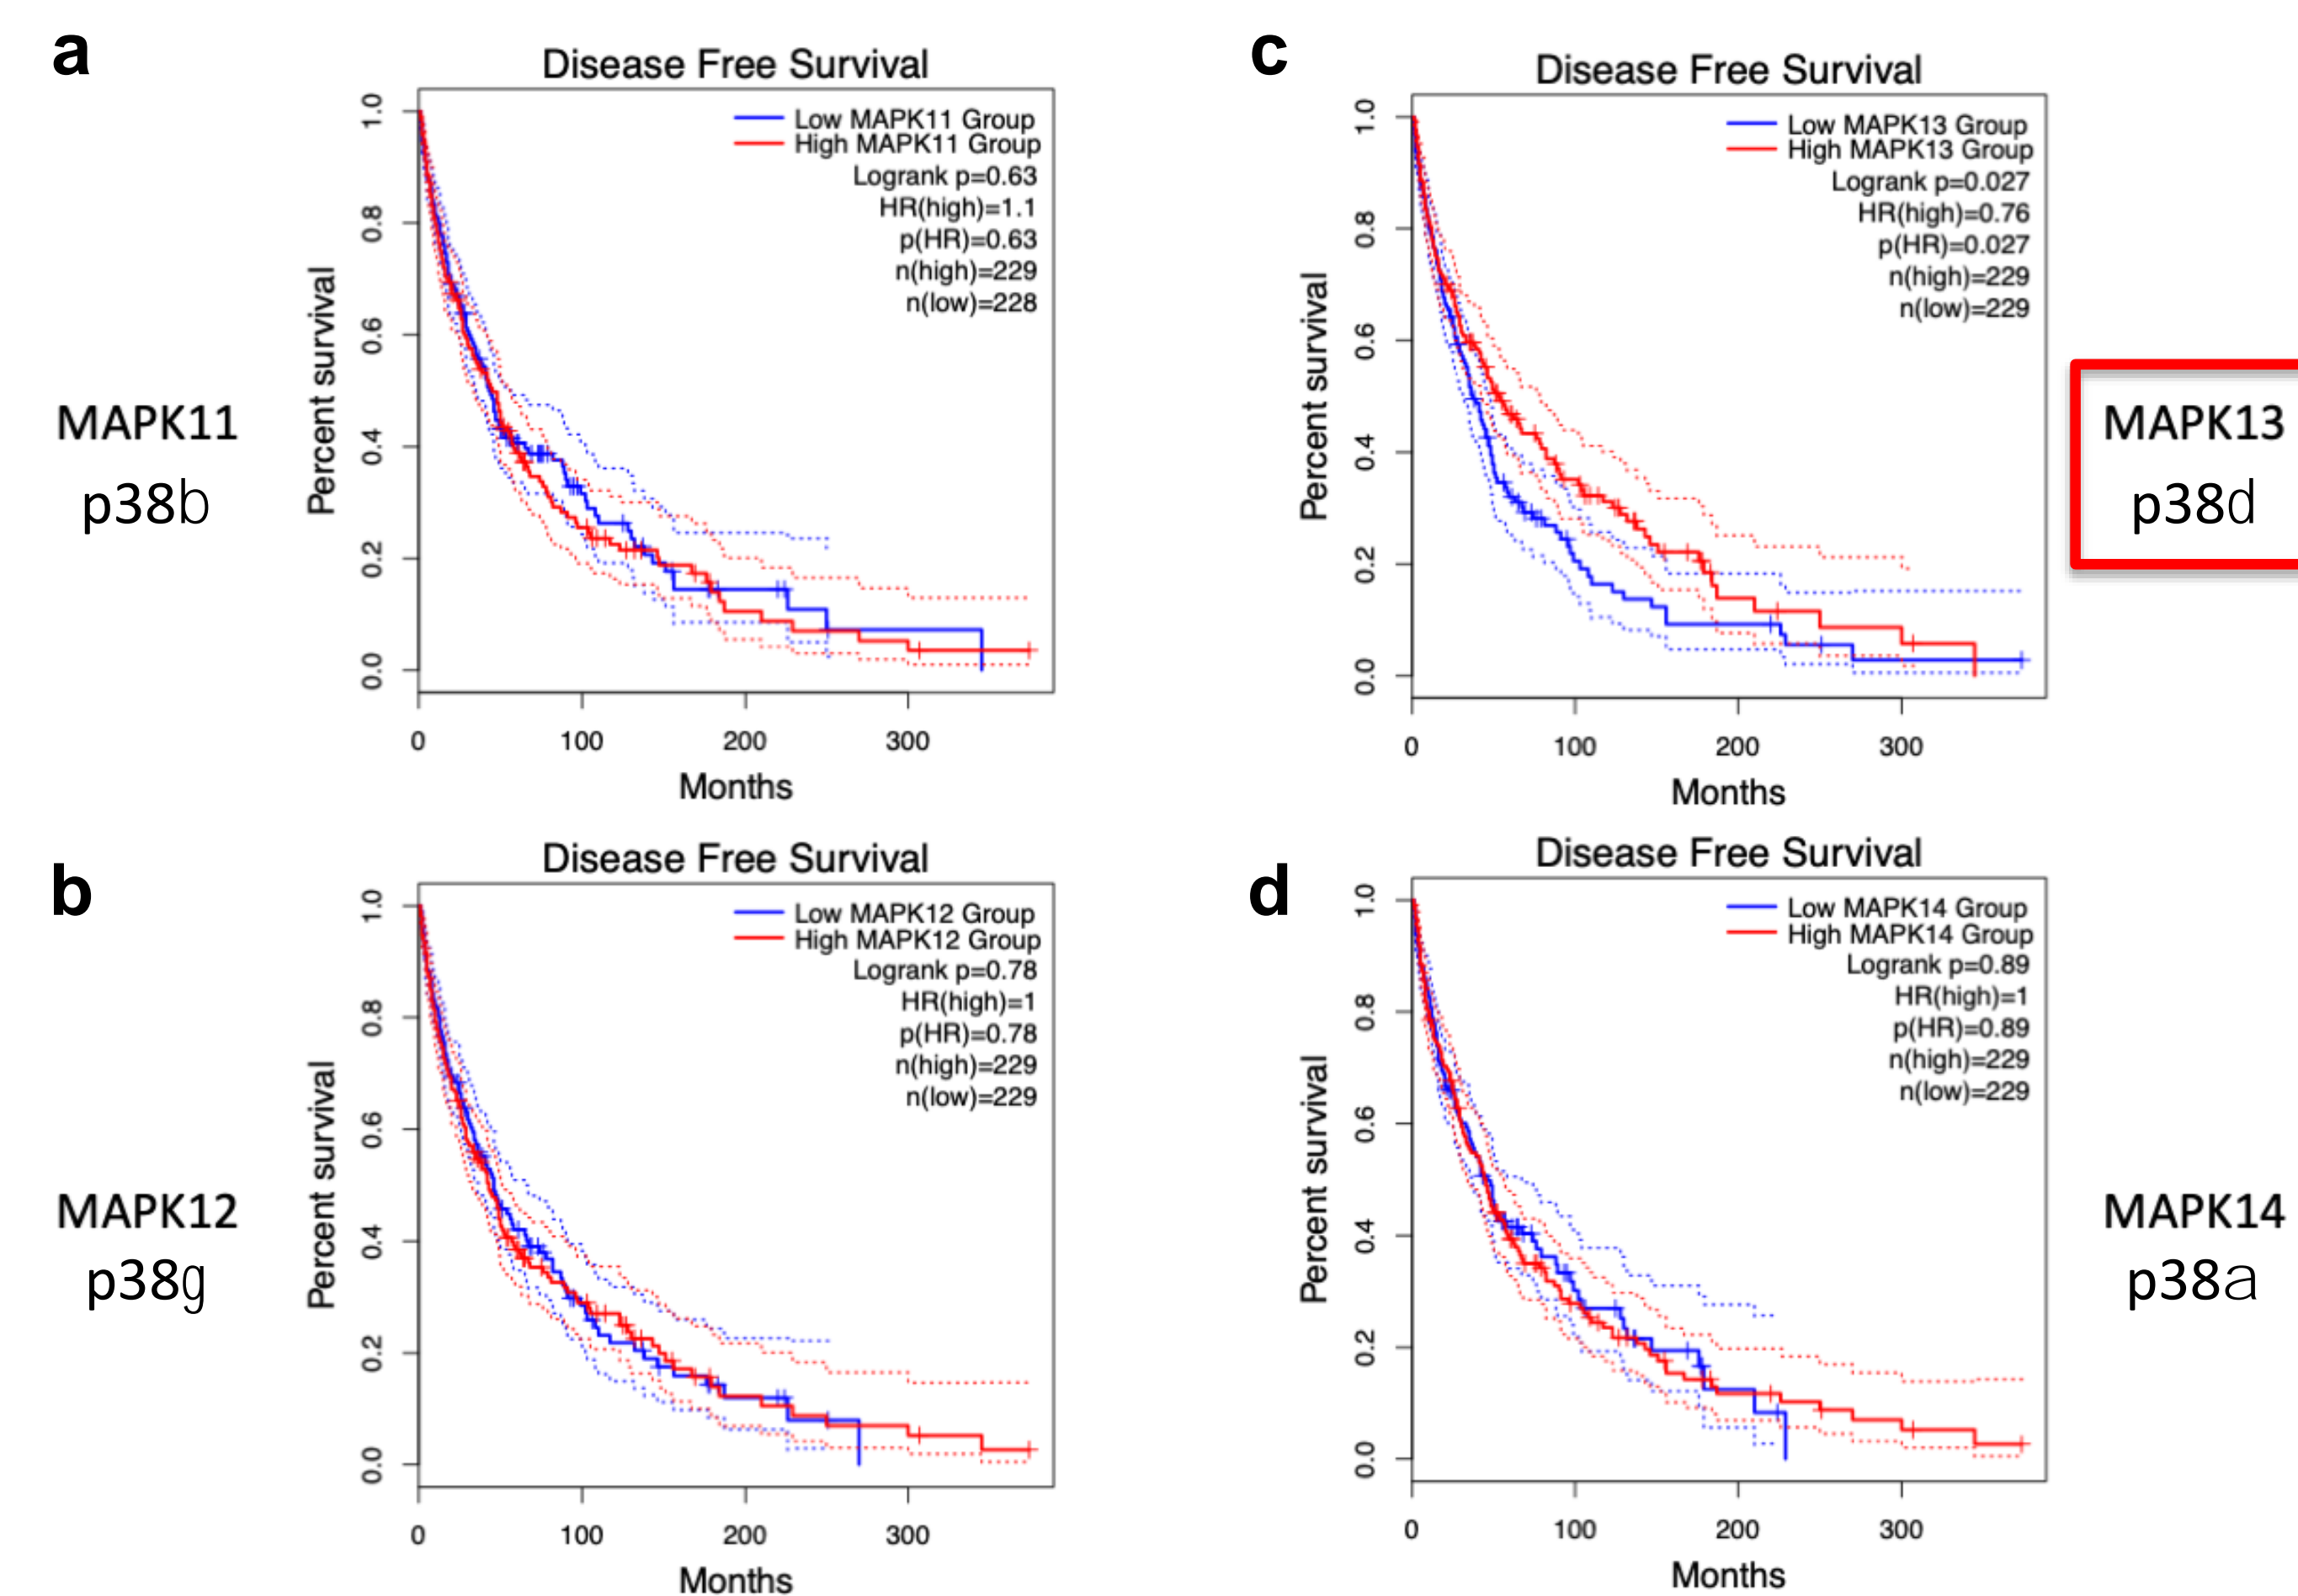 a
Disease Free Survival
Low MAPK11 Group
High MAPK11 Group
Logrank p=0.63
HR(high)=1.1
p(HR)=0.63
n(high)=229
n(low)=228
1.0
0.8
0.6
0.4
0.2
0.0
Percent survival
0 100 200 300
Months
MAPK11
p38b
b
Disease Free Survival
Low MAPK12 Group
High MAPK12 Group
Logrank p=0.78
HR(high)=1
p(HR)=0.78
n(high)=229
n(low)=229
1.0
0.8
0.6
0.4
0.2
0.0
Percent survival
0 100 200 300
Months
MAPK12
p38g
c
Disease Free Survival
Low MAPK13 Group
High MAPK13 Group
Logrank p=0.027
HR(high)=0.76
p(HR)=0.027
n(high)=229
n(low)=229
1.0
0.8
0.6
0.4
0.2
0.0
Percent survival
0 100 200 300
Months
MAPK13
p38d
d
Disease Free Survival
Low MAPK14 Group
High MAPK14 Group
Logrank p=0.89
HR(high)=1
p(HR)=0.89
n(high)=229
n(low)=229
1.0
0.8
0.6
0.4
0.2
0.0
Percent survival
0 100 200 300
Months
MAPK14
p38a